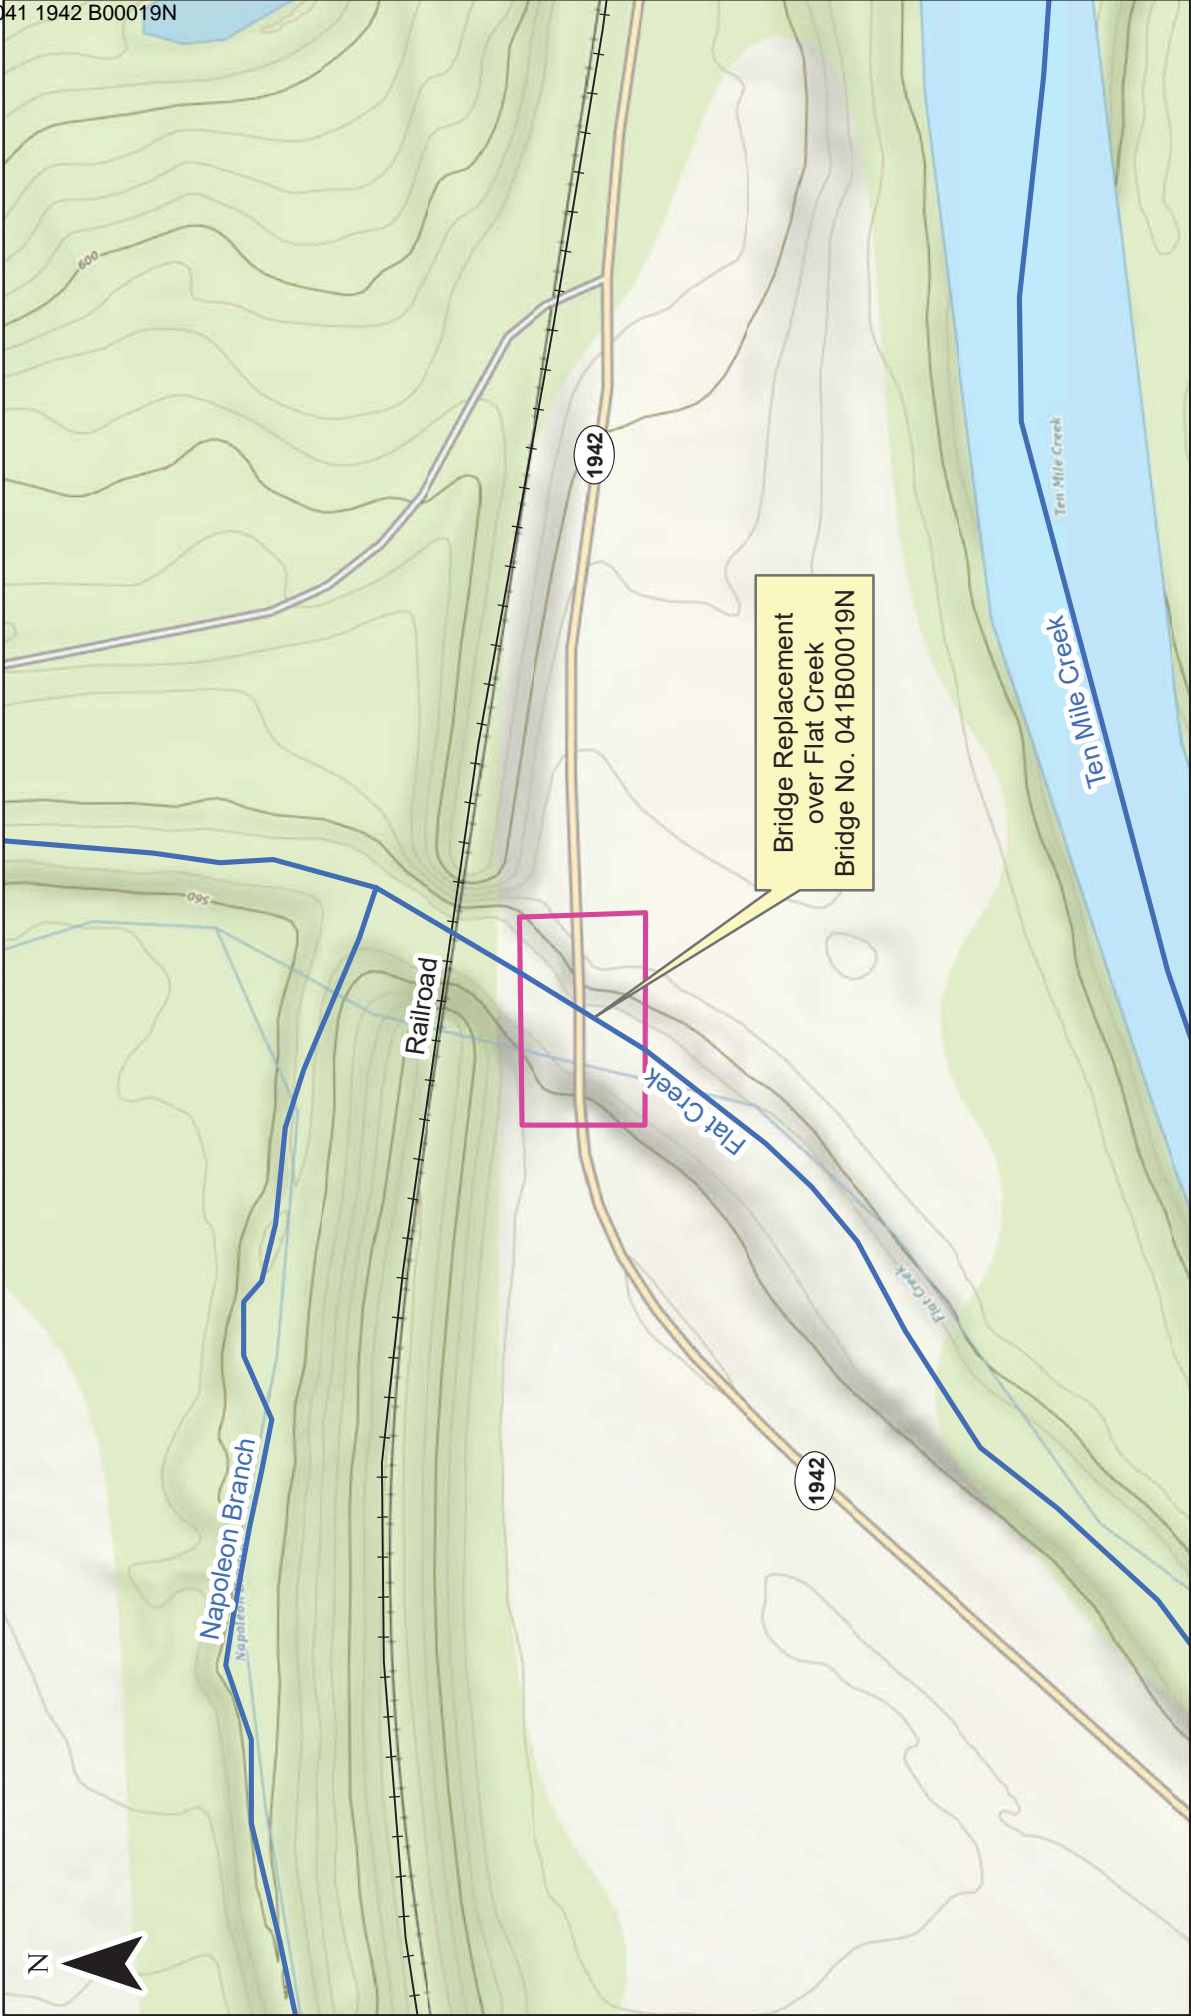 041 1942 B00019N
600
1942
Ten Mile Creek
Ten Mile Creek
Bridge Replacement
over Flat Creek
Bridge No. 041B00019N
560
Railroad
Flat Creek
Flat Creek
1942
Napoleon Branch
Napoleon
N